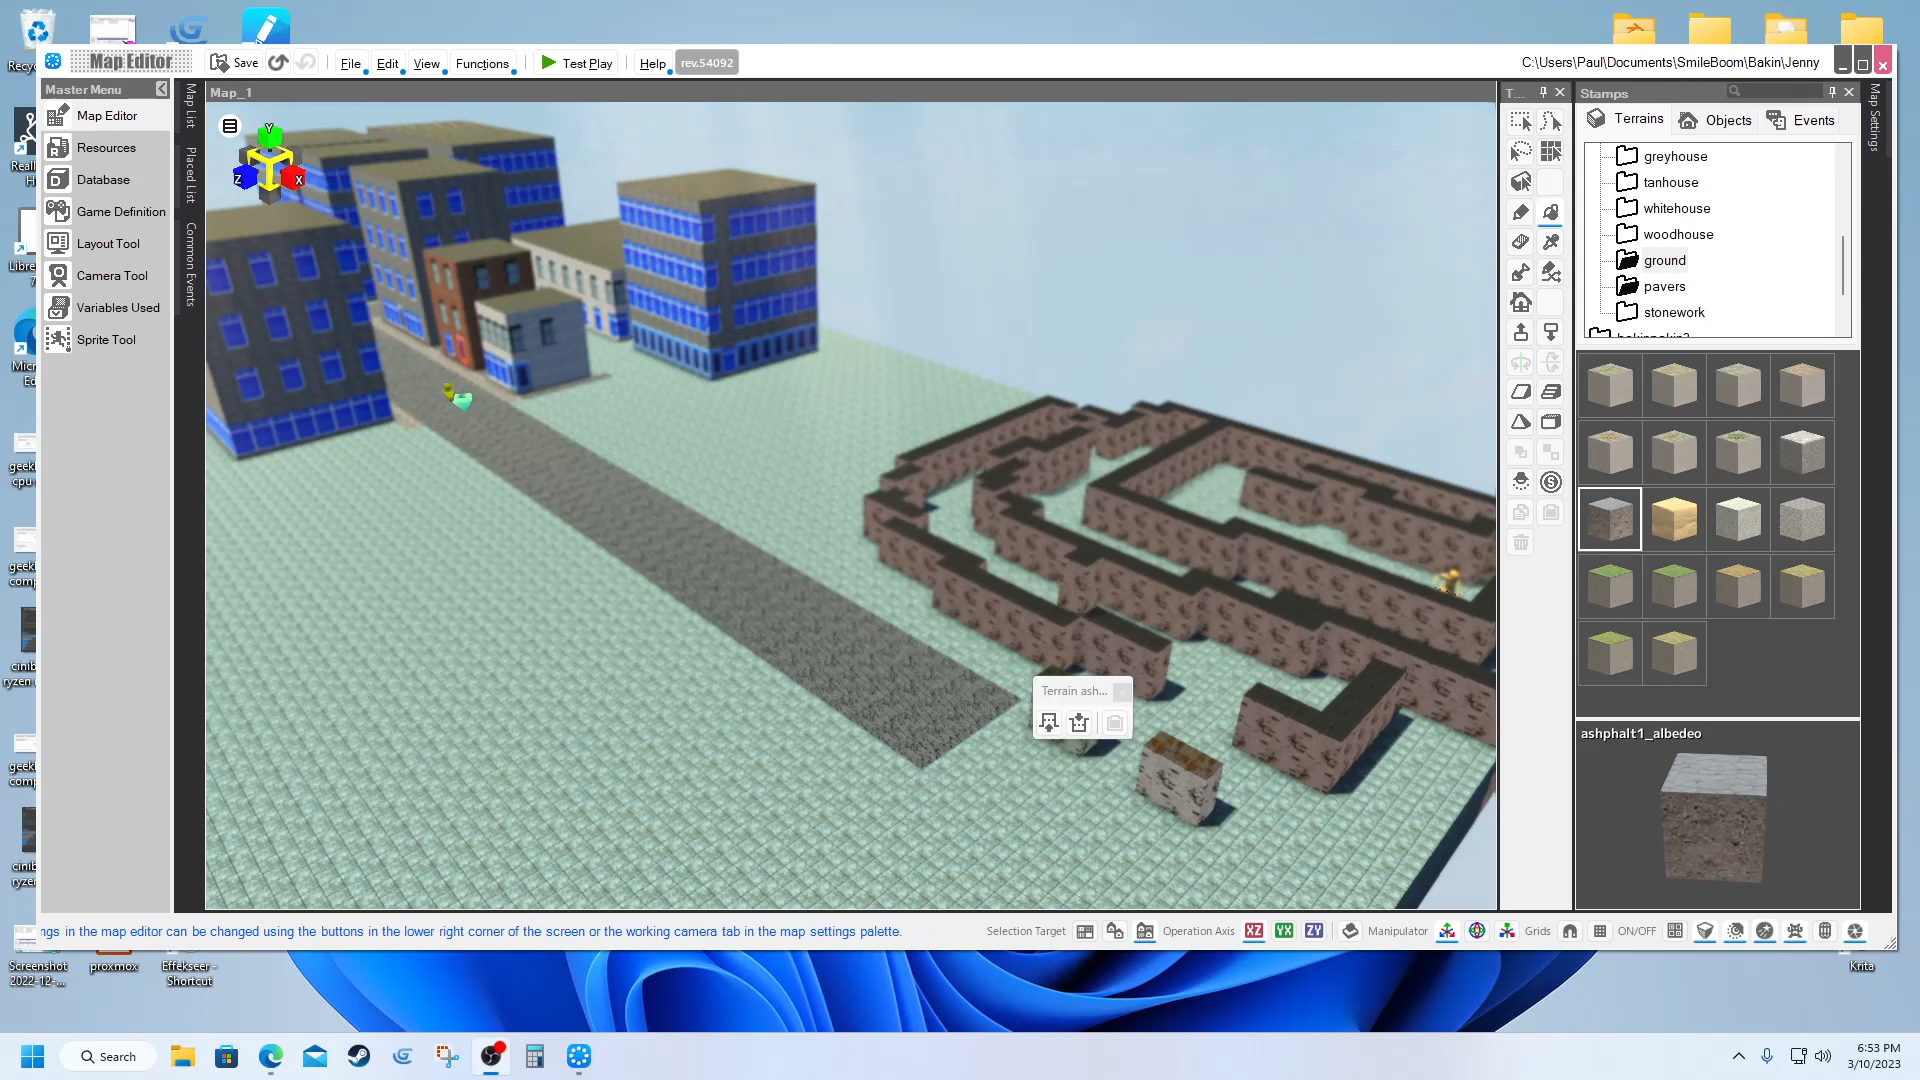 Map Editor
Save
File
Edit
View
Functions
Test Play
Help
rev.54092
C:\Users\Paul\Documents\SmileBoom\Bakin\Jenny
Master Menu
Map Editor
Resources
Database
Game Definition
Layout Tool
Camera Tool
Variables Used
Sprite Tool
Map List
Placed List
Common Events
Map_1
Y
Z
X
T...
Stamps
Terrains
Objects
Events
greyhouse
tanhouse
whitehouse
woodhouse
ground
pavers
stonework
Map Settings
Terrain ash...
ashphalt1_albedeo
ngs in the map editor can be changed using the buttons in the lower right corner of the screen or the working camera tab in the map settings palette.
Selection Target
Operation Axis
XZ
YX
ZY
Manipulator
Grids
ON/OFF
Screenshot
2022-12-...
proxmox
Effekseer -
Shortcut
Krita
Search
6:53 PM
3/10/2023